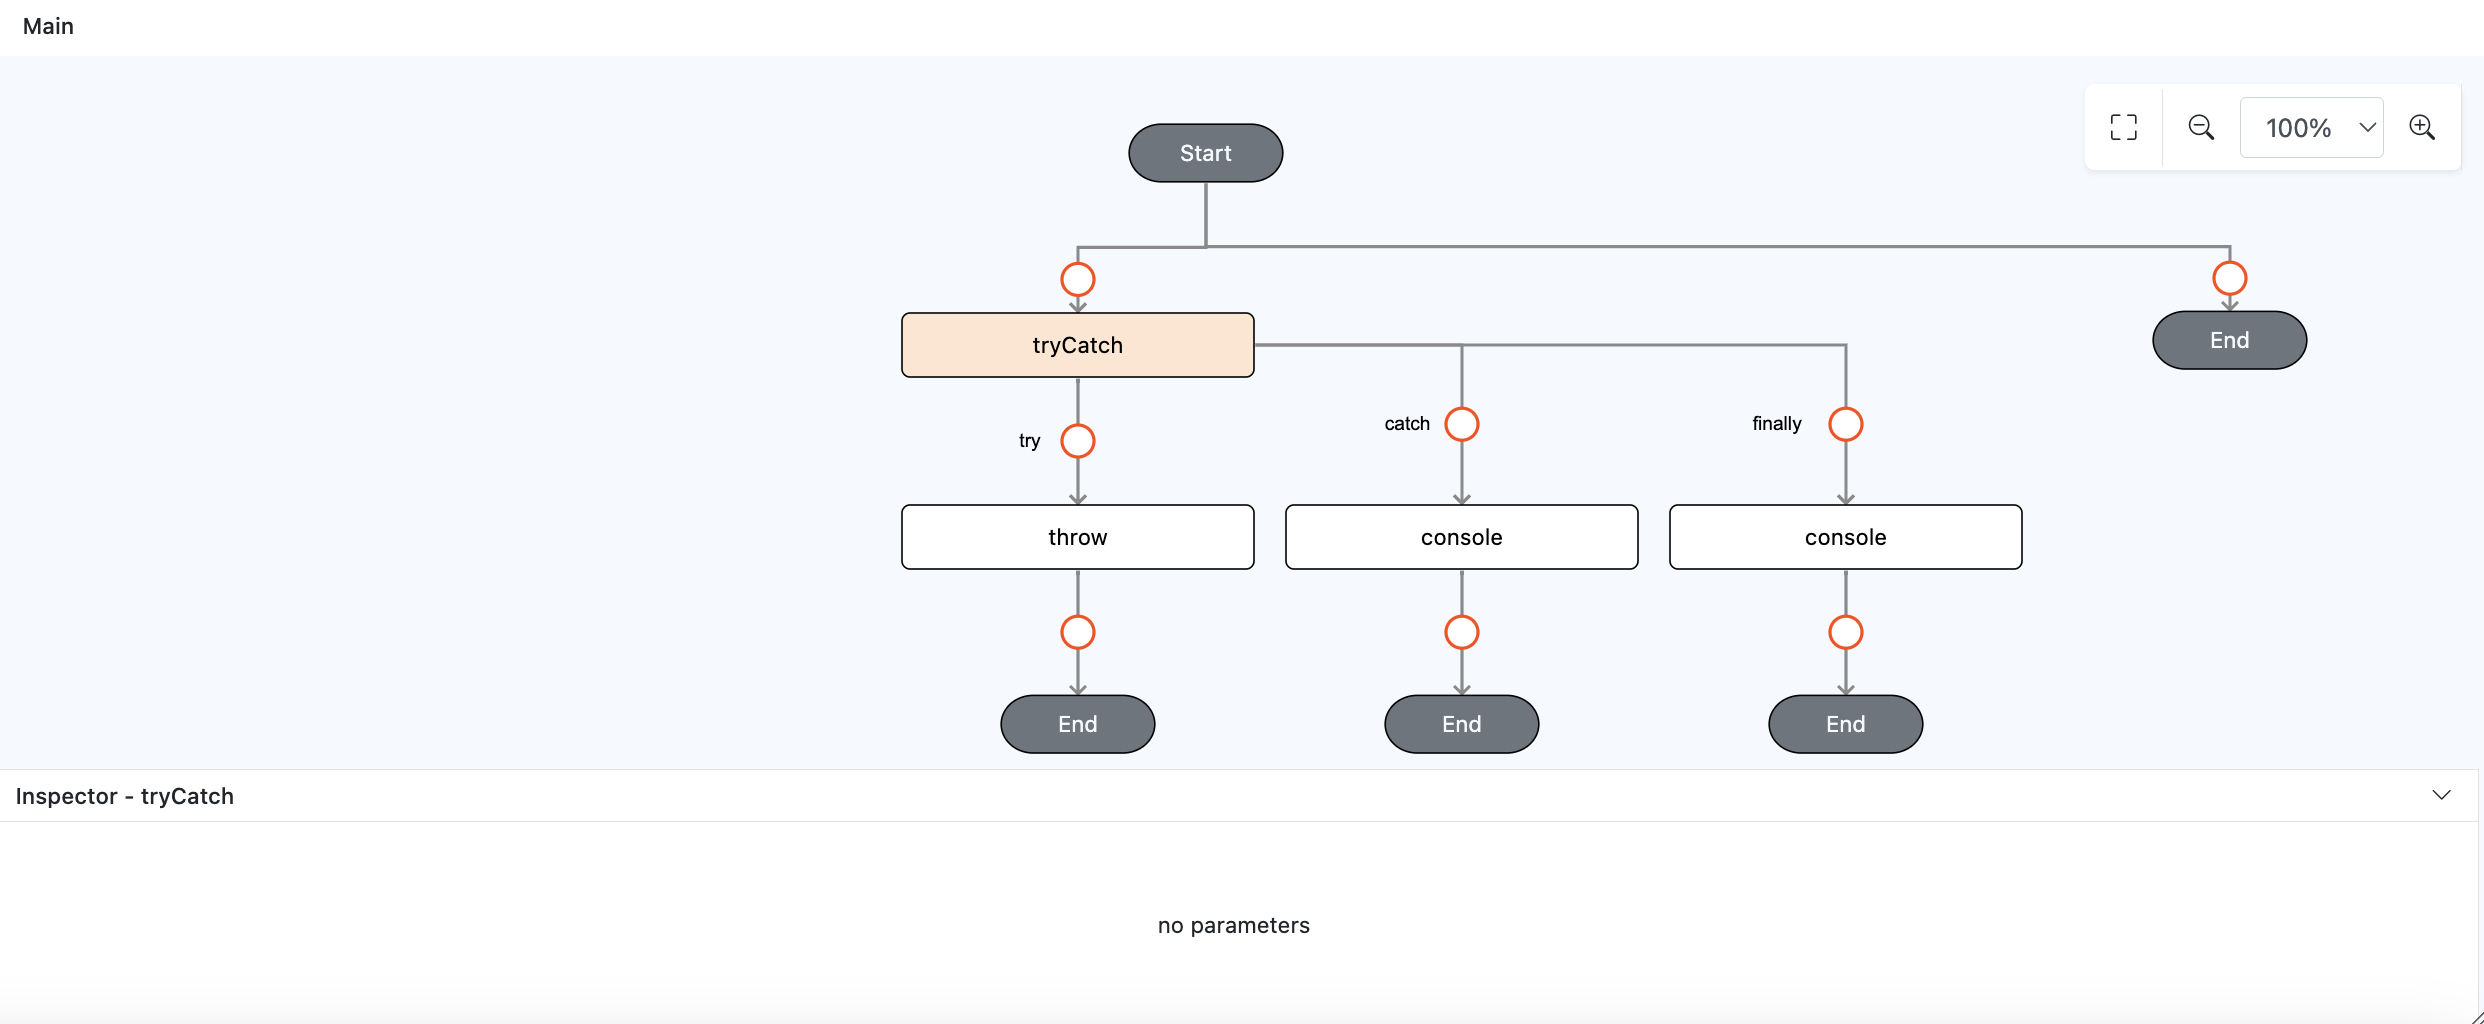 Main
Start
100%
tryCatch
End
try
catch
finally
throw
console
console
End
End
End
Inspector - tryCatch
no parameters